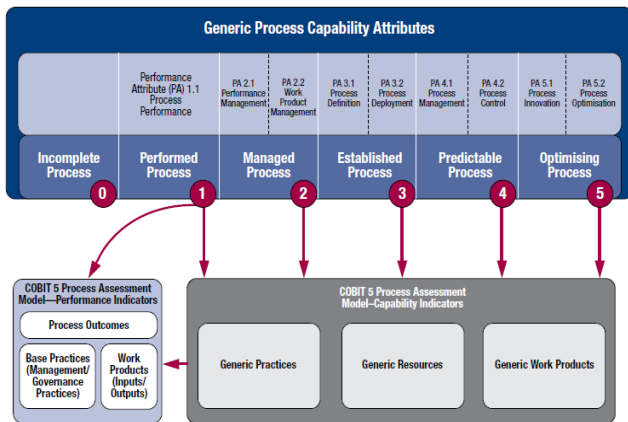 Generic Process Capability Attributes
Performance
Attribute (PA) 1.1
Process
Performance
PA 2.1
Performance
Management
PA 2.2
Work
Product
Management
PA 3.1
Process
Definition
PA 3.2
Process
Deployment
PA 4.1
Process
Management
PA 4.2
Process
Control
PA 5.1
Process
Innovation
PA 5.2
Process
Optimisation
Incomplete
Process
0
Performed
Process
1
Managed
Process
2
Established
Process
3
Predictable
Process
4
Optimising
Process
5
COBIT 5 Process Assessment
Model—Performance Indicators
Process Outcomes
Base Practices
(Management/
Governance
Practices)
Work
Products
(Inputs/
Outputs)
COBIT 5 Process Assessment
Model–Capability Indicators
Generic Practices
Generic Resources
Generic Work Products